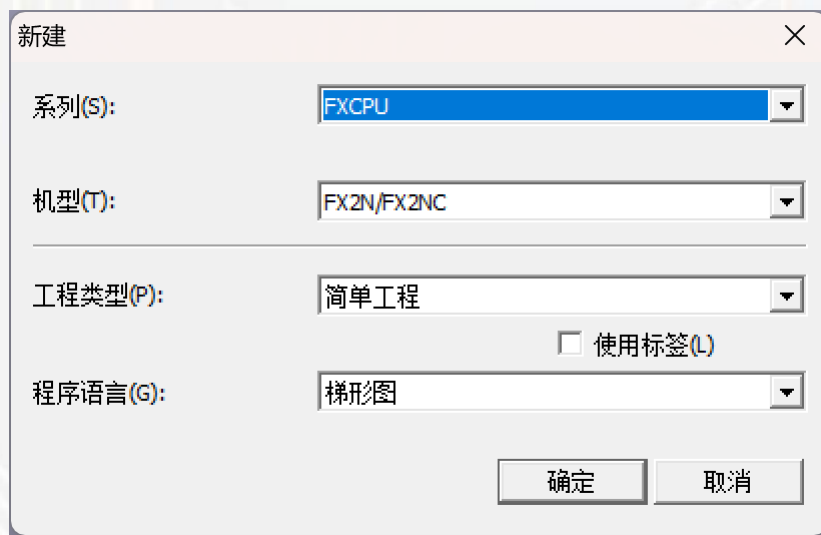 新建
系列(S): FXCPU
机型(T): FX2N/FX2NC
工程类型(P): 简单工程
使用标签(L)
程序语言(G): 梯形图
确定 取消